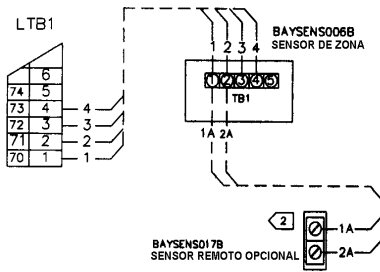 LTB1
6
74 5
73 4 4
72 3 3
71 2 2
70 1 1
1 2 3 4
BAYSENS006B
SENSOR DE ZONA
1 2 3 4 5
TB1
1A 2A
2
1A
2A
BAYSENS017B
SENSOR REMOTO OPCIONAL